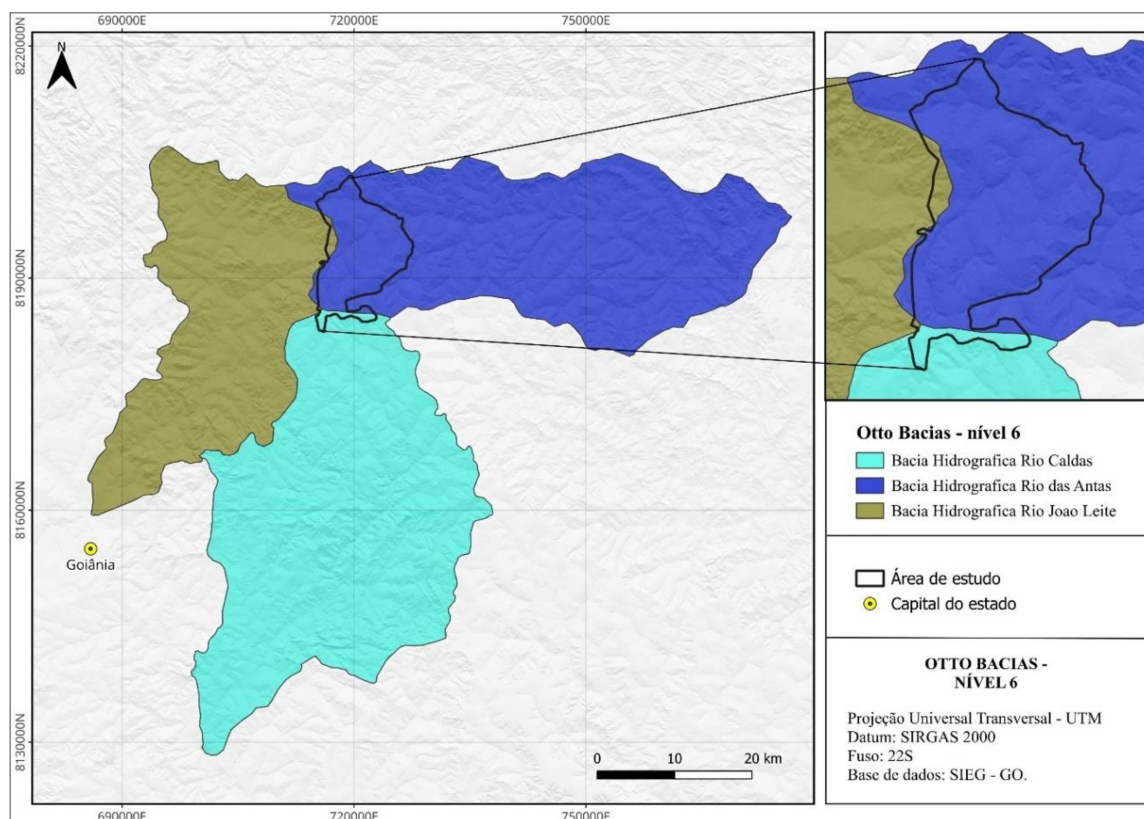 690000E
720000E
750000E
8220000N
8190000N
8160000N
8130000N
N
Goiânia
0
10
20 km
690000E
720000E
750000E
Otto Bacias - nível 6
Bacia Hidrografica Rio Caldas
Bacia Hidrografica Rio das Antas
Bacia Hidrografica Rio Joao Leite
Área de estudo
Capital do estado
OTTO BACIAS -
NÍVEL 6
Projeção Universal Transversal - UTM
Datum: SIRGAS 2000
Fuso: 22S
Base de dados: SIEG - GO.